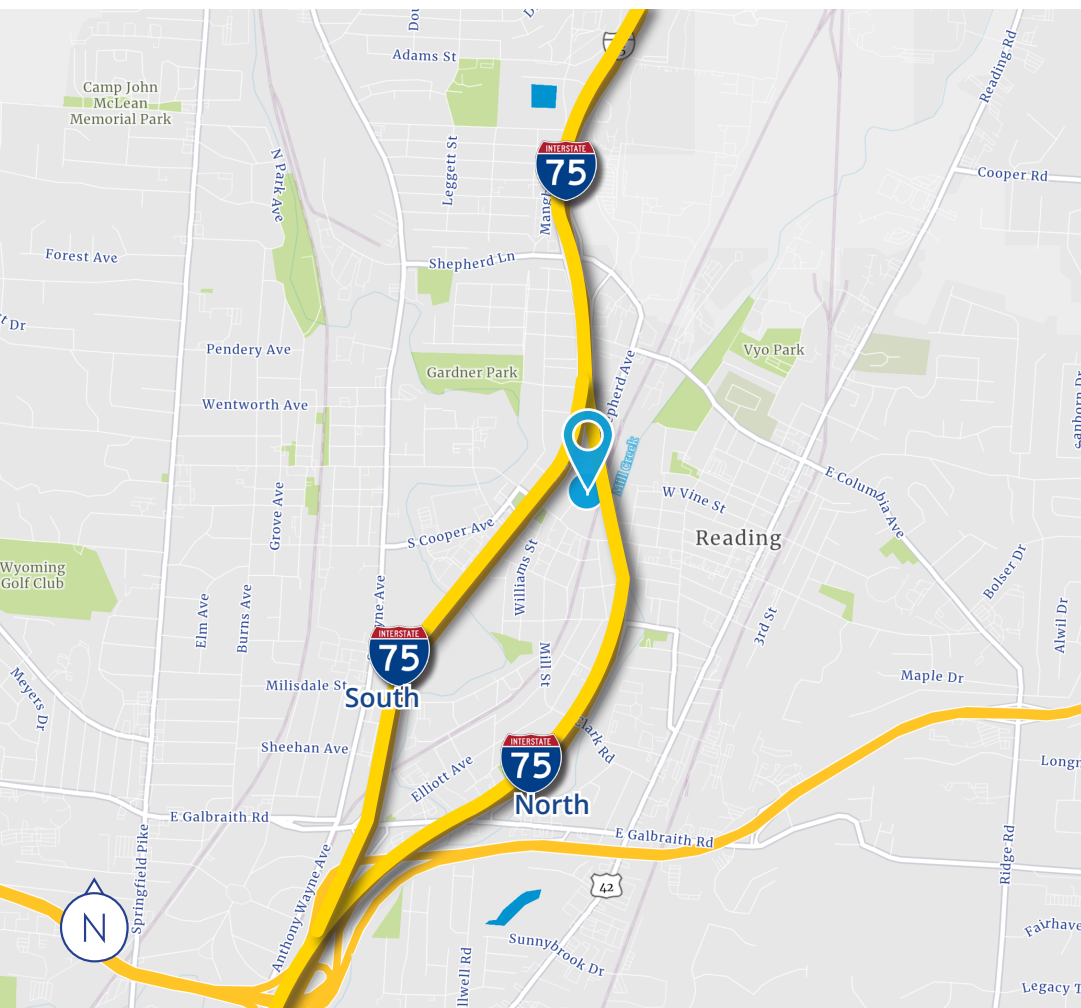 Adams St
Camp John
McLean
Memorial Park
Reading Rd
INTERSTATE
75
Leggett St
N Park Ave
Cooper Rd
Forest Ave
Shepherd Ln
Pendery Ave
Vyo Park
Gardner Park
Wentworth Ave
Mill Creek
E Columbia Ave
W Vine St
Grove Ave
S Cooper Ave
Reading
Williams St
Wyoming
Golf Club
Bolser Dr
Elm Ave
Burns Ave
3rd St
Alwil Dr
INTERSTATE
75
South
Mill St
Milisdale St
Maple Dr
Meyers Dr
Clark Rd
Sheehan Ave
INTERSTATE
75
North
Elliott Ave
E Galbraith Rd
E Galbraith Rd
Springfield Pike
Ridge Rd
42
Anthony Wayne Ave
N
Sunnybrook Dr